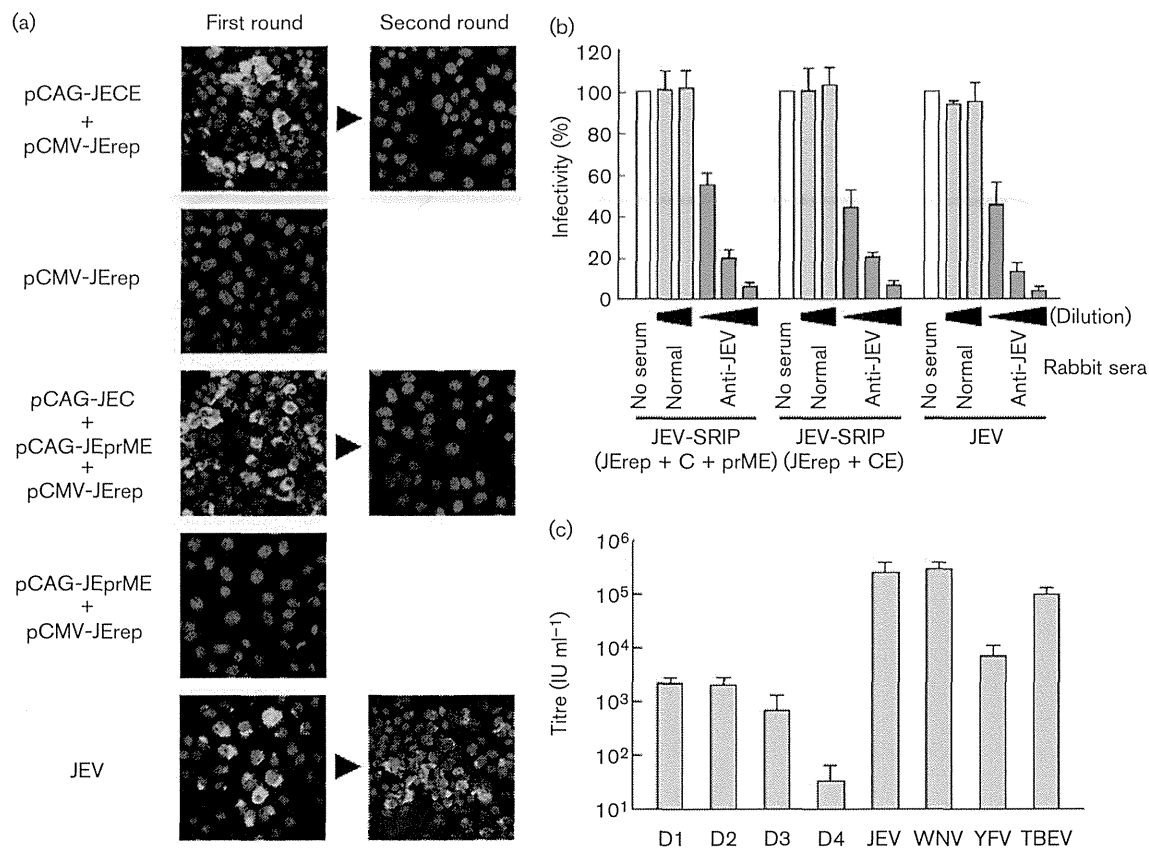 (a)
First round
Second round
pCAG-JECE
+
pCMV-JErep
pCMV-JErep
pCAG-JEC
+
pCAG-JEprME
+
pCMV-JErep
pCAG-JEprME
+
pCMV-JErep
JEV
(b)
Infectivity (%)
120
100
80
60
40
20
0
(Dilution)
No serum
Normal
Anti-JEV
No serum
Normal
Anti-JEV
No serum
Normal
Anti-JEV
Rabbit sera
JEV-SRIP
(JErep + C + prME)
JEV-SRIP
(JErep + CE)
JEV
(c)
Titre (IU ml⁻¹)
10⁶
10⁵
10⁴
10³
10²
10¹
D1 D2 D3 D4 JEV WNV YFV TBEV